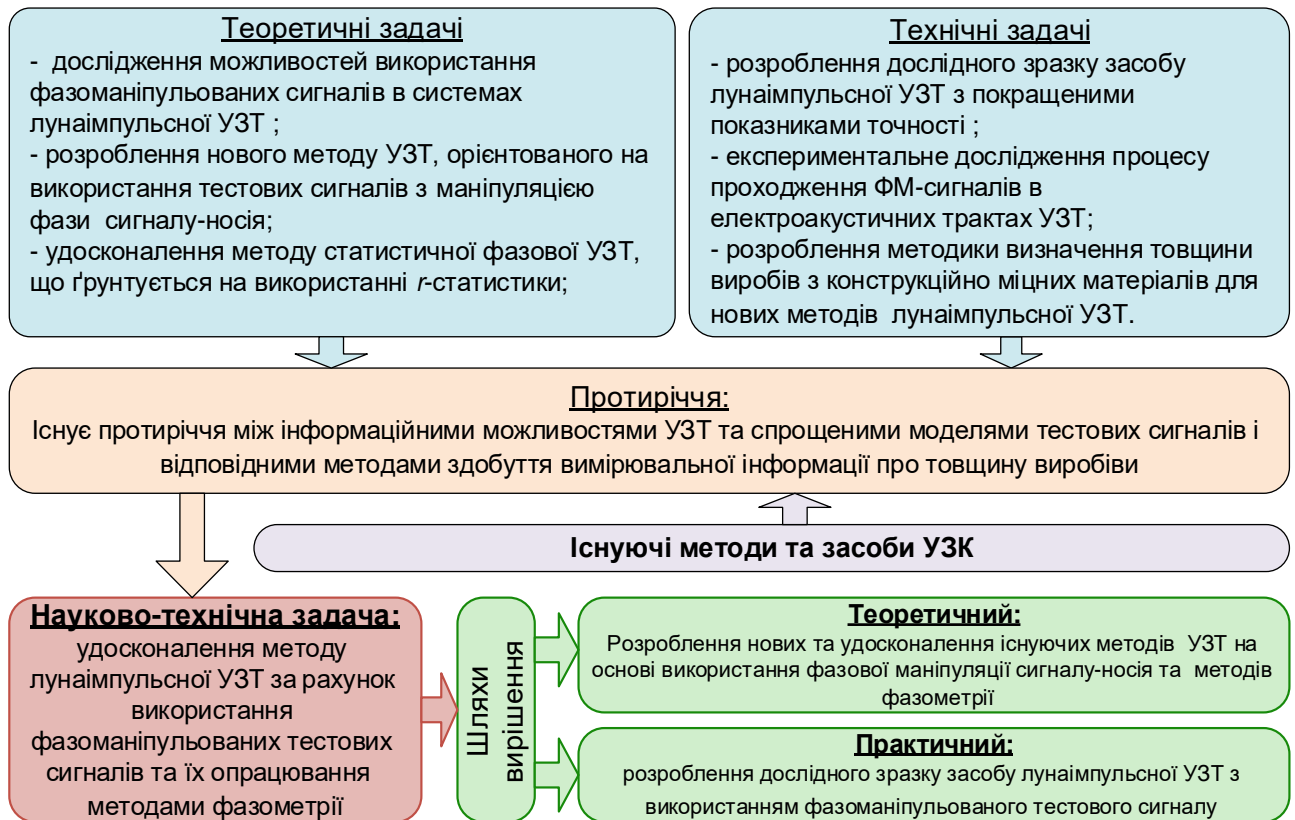 Теоретичні задачі
- дослідження можливостей використання
фазоманіпульованих сигналів в системах
лунаімпульсної УЗТ ;
- розроблення нового методу УЗТ, орієнтованого на
використання тестових сигналів з маніпуляцією
фази сигналу-носія;
- удосконалення методу статистичної фазової УЗТ,
що ґрунтується на використанні r-статистики;
Технічні задачі
- розроблення дослідного зразку засобу
лунаімпульсної УЗТ з покращеними
показниками точності ;
- експериментальне дослідження процесу
проходження ФМ-сигналів в
електроакустичних трактах УЗТ;
- розроблення методики визначення товщини
виробів з конструкційно міцних матеріалів для
нових методів лунаімпульсної УЗТ.
Протиріччя:
Існує протиріччя між інформаційними можливостями УЗТ та спрощеними моделями тестових сигналів і
відповідними методами здобуття вимірювальної інформації про товщину виробіви
Існуючі методи та засоби УЗК
Науково-технічна задача:
удосконалення методу
лунаімпульсної УЗТ за рахунок
використання
фазоманіпульованих тестових
сигналів та їх опрацювання
методами фазометрії
Шляхи
вирішення
Теоретичний:
Розроблення нових та удосконалення існуючих методів УЗТ на
основі використання фазової маніпуляції сигналу-носія та методів
фазометрії
Практичний:
розроблення дослідного зразку засобу лунаімпульсної УЗТ з
використанням фазоманіпульованого тестового сигналу